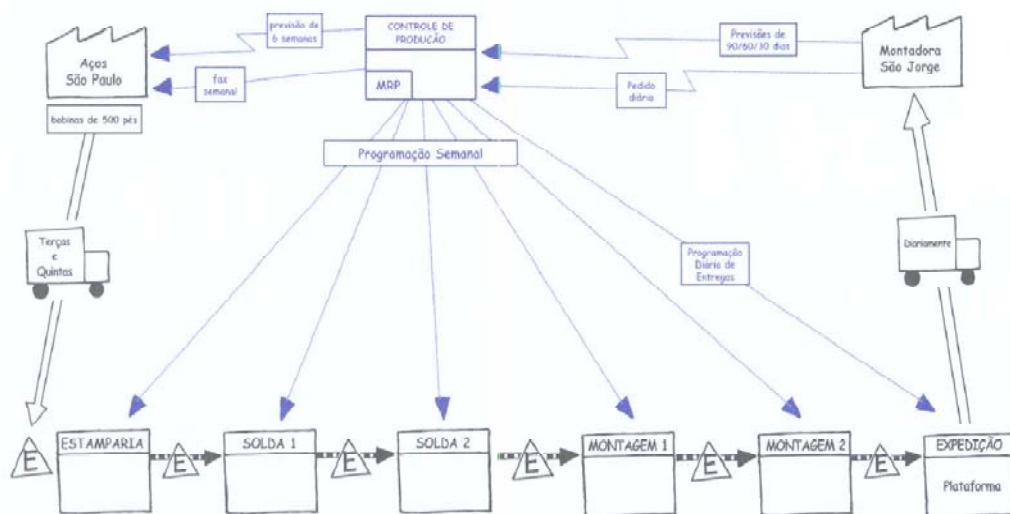 Aços
São Paulo
previsão de
6 semanas
CONTROLE DE
PRODUÇÃO
MRP
Previsões de
90/60/30 dias
Montadora
São Jorge
fax
semanal
Pedido
diário
bobinas de 500 pés
Programação Semanal
Terças
e
Quintas
Programação
Diária de
Entregas
Diariamente
E
ESTAMPARIA
E
SOLDA 1
E
SOLDA 2
E
MONTAGEM 1
E
MONTAGEM 2
E
EXPEDIÇÃO
Plataforma